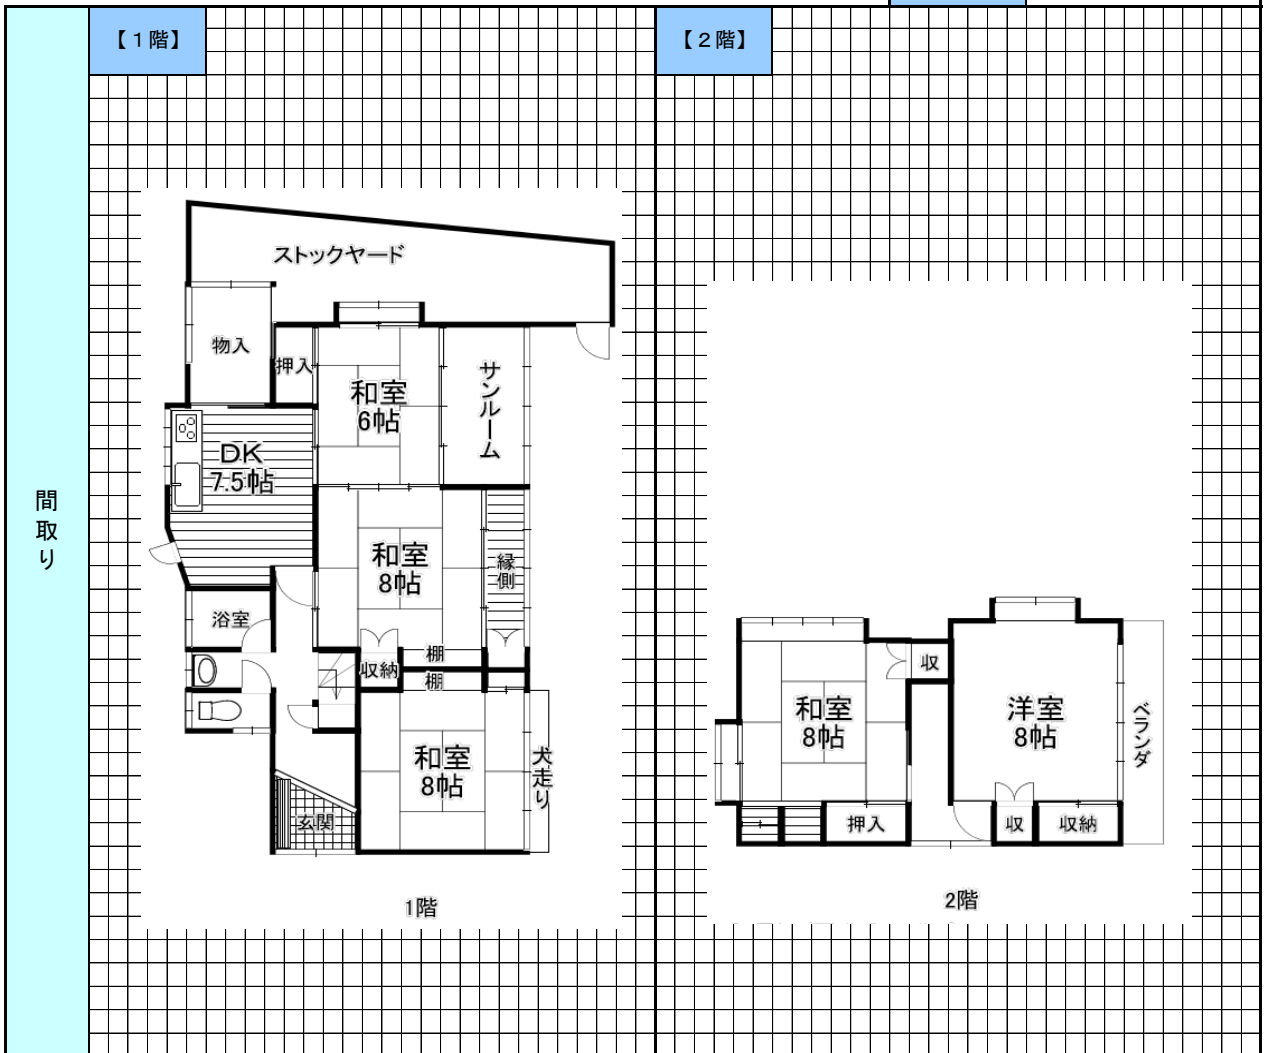 【１階】
【２階】
間取り
ストックヤード
物入
押入
和室
6帖
サンルーム
DK
7.5帖
和室
8帖
縁側
浴室
棚
収納
棚
和室
8帖
犬走り
玄関
1階
収
和室
8帖
洋室
8帖
ベランダ
押入
収
収納
2階